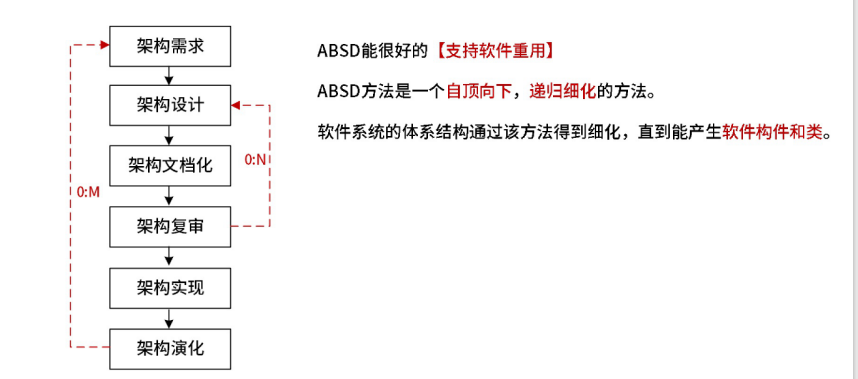 架构需求
架构设计
架构文档化
架构复审
架构实现
架构演化
0:M
0:N
ABSD能很好的【支持软件重用】
ABSD方法是一个自顶向下，递归细化的方法。
软件系统的体系结构通过该方法得到细化，直到能产生软件构件和类。